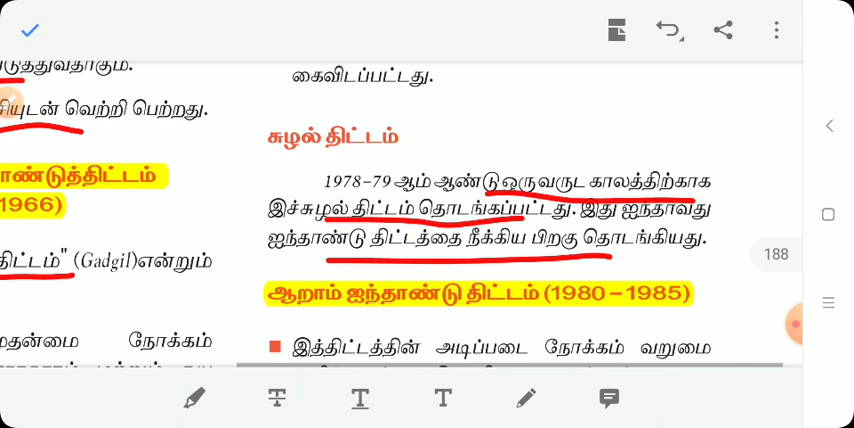 கைவிடப்பட்டது.
வெற்றி பெற்றது.
ாண்டுத்திட்டம்
1966)
திட்டம்" (Gadgil)என்றும்
நோக்கம்
சுழல் திட்டம்
1978-79 ஆம் ஆண்டுஒருவருட காலத்திற்காக
இச்சுழல் திட்டம் தொடங்கப்பட்டது. இது ஐந்தாவது
ஐந்தாண்டு திட்டத்தை நீக்கிய பிறகு தொடங்கியது.
ஆறாம் ஐந்தாண்டு திட்டம் (1980 – 1985)
இத்திட்டத்தின் அடிப்படை நோக்கம் வறுமை
188
T
T
T